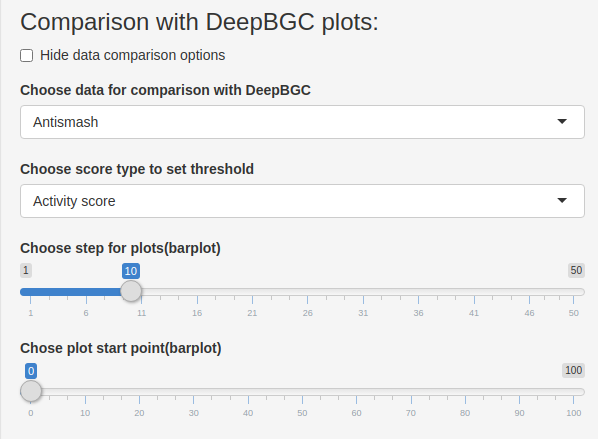 Comparison with DeepBGC plots:
Hide data comparison options
Choose data for comparison with DeepBGC
Antismash
Choose score type to set threshold
Activity score
Choose step for plots(barplot)
1 10 50
1 6 11 16 21 26 31 36 41 46 50
Chose plot start point(barplot)
0 100
0 10 20 30 40 50 60 70 80 90 100